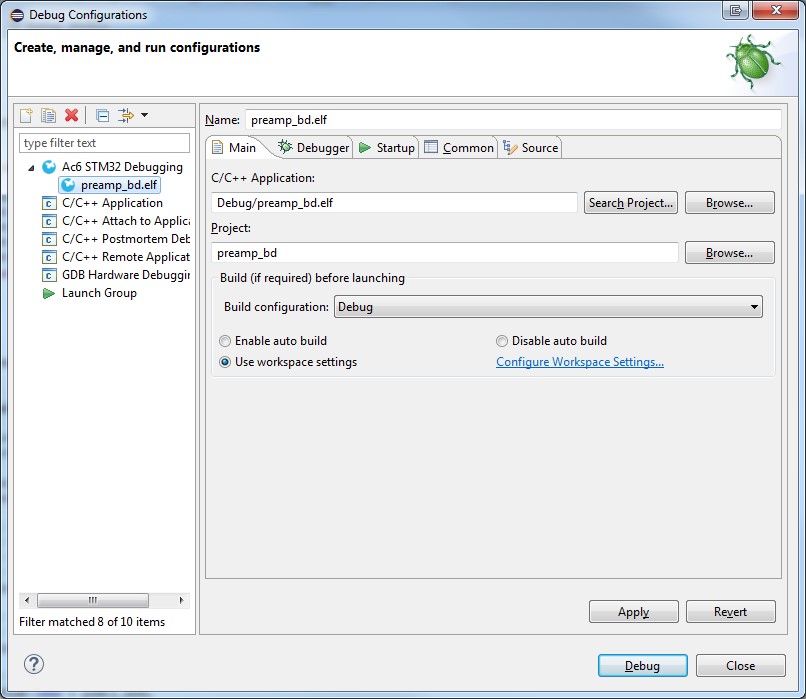 Debug Configurations
Create, manage, and run configurations
type filter text
Ac6 STM32 Debugging
preamp_bd.elf
C/C++ Application
C/C++ Attach to Applica
C/C++ Postmortem Deb
C/C++ Remote Applicat
GDB Hardware Debuggin
Launch Group
Filter matched 8 of 10 items
Name: preamp_bd.elf
Main Debugger Startup Common Source
C/C++ Application:
Debug/preamp_bd.elf Search Project... Browse...
Project:
preamp_bd Browse...
Build (if required) before launching
Build configuration: Debug
Enable auto build Disable auto build
Use workspace settings Configure Workspace Settings...
Apply Revert
? Debug Close